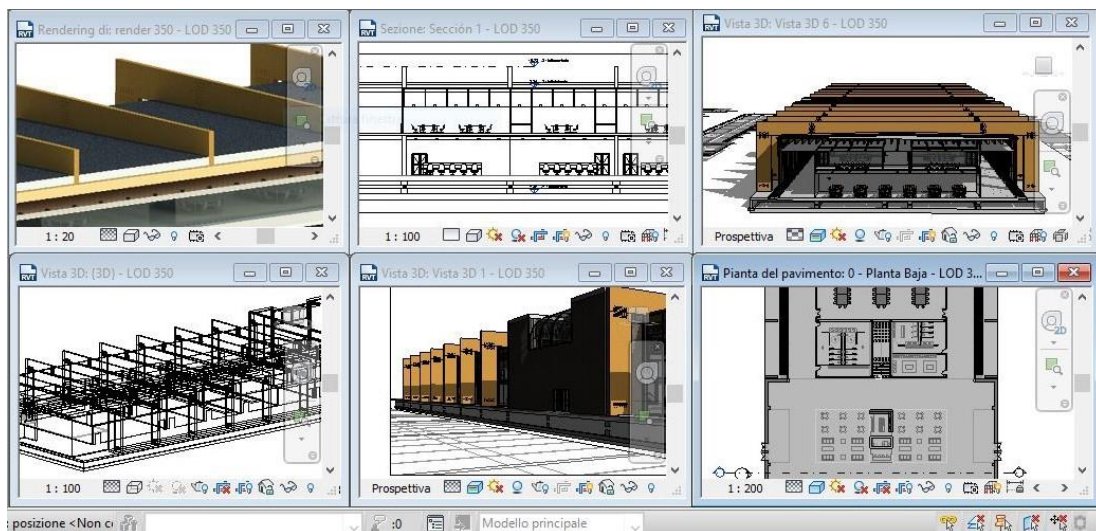 Rendering di: render 350 - LOD 350
Sezione: Sección 1 - LOD 350
Vista 3D: Vista 3D 6 - LOD 350
1 : 20
1 : 100
Prospettiva
Vista 3D: {3D} - LOD 350
Vista 3D: Vista 3D 1 - LOD 350
Pianta del pavimento: 0 - Planta Baja - LOD 3...
1 : 100
Prospettiva
1 : 200
posizione <Non c
:0
Modello principale